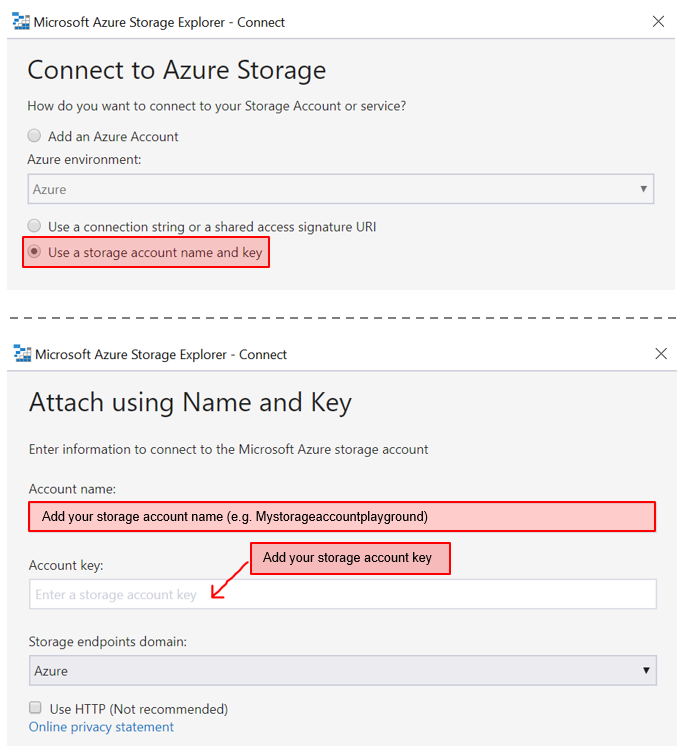 Microsoft Azure Storage Explorer - Connect
Connect to Azure Storage
How do you want to connect to your Storage Account or service?
Add an Azure Account
Azure environment:
Azure
Use a connection string or a shared access signature URI
Use a storage account name and key
Microsoft Azure Storage Explorer - Connect
Attach using Name and Key
Enter information to connect to the Microsoft Azure storage account
Account name:
Add your storage account name (e.g. Mystorageaccountplayground)
Add your storage account key
Account key:
Enter a storage account key
Storage endpoints domain:
Azure
Use HTTP (Not recommended)
Online privacy statement